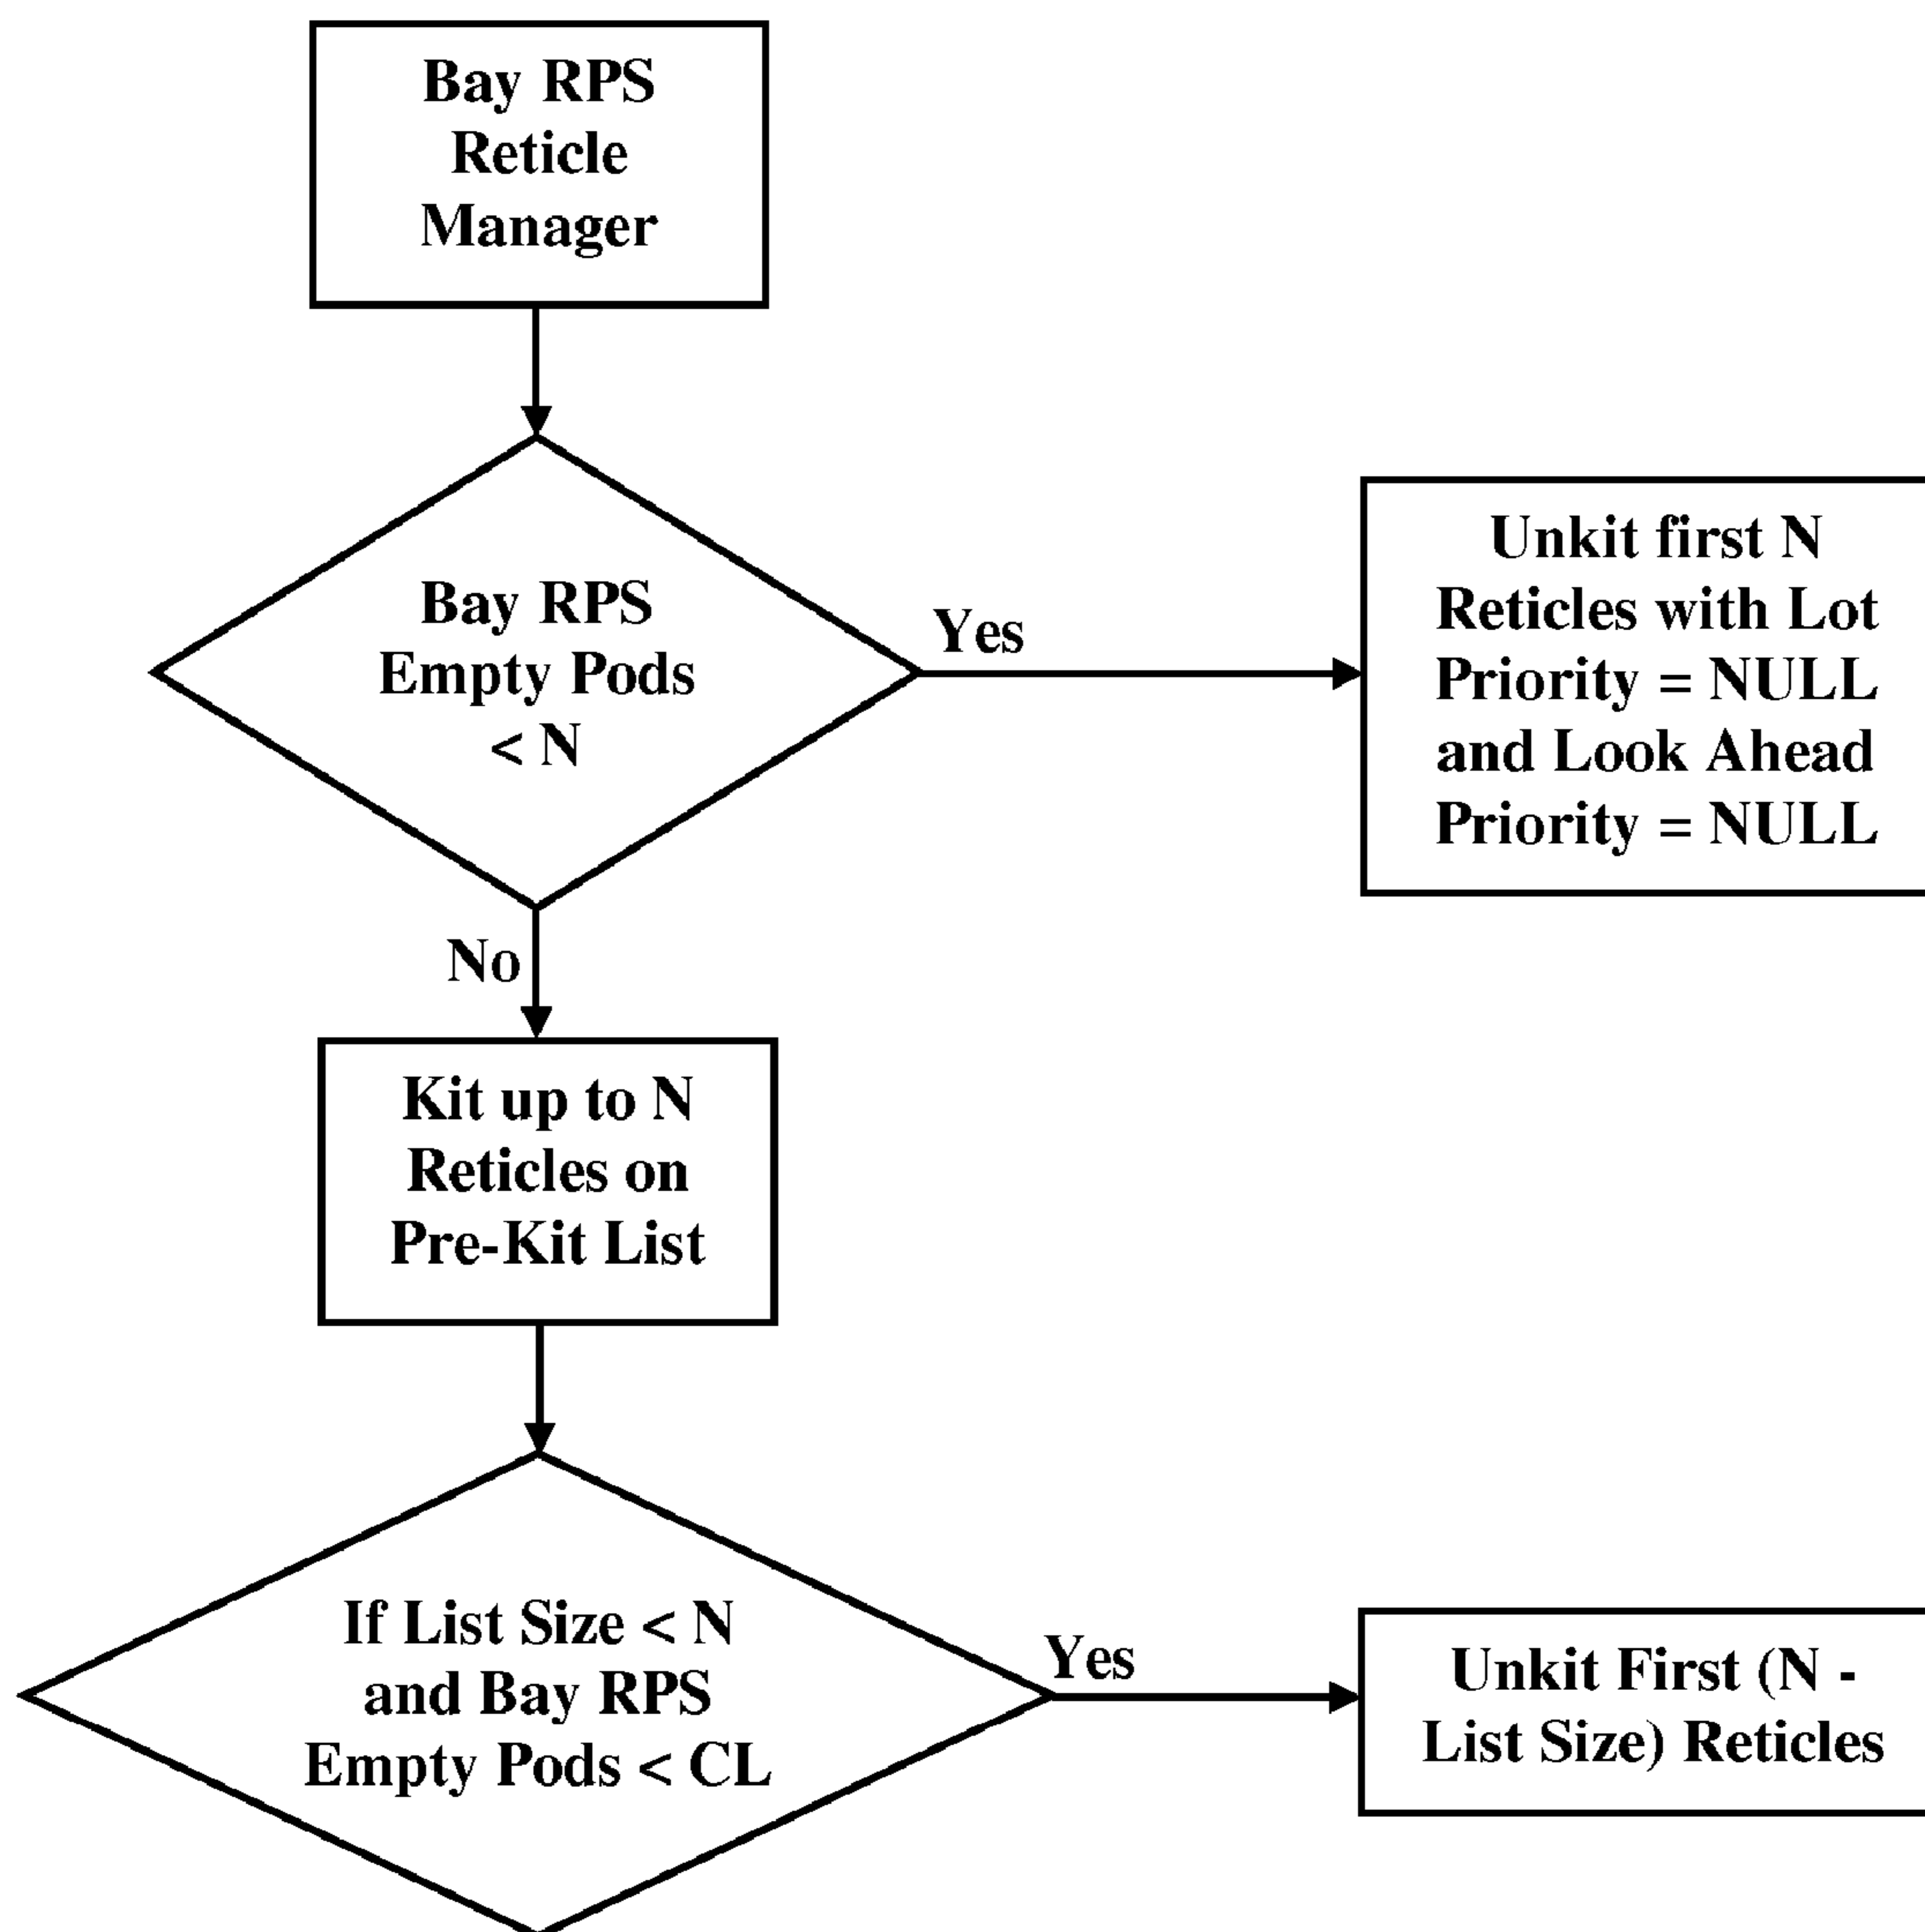 Bay RPS
Reticle
Manager
Bay RPS
Empty Pods
< N
Yes
Unkit first N
Reticles with Lot
Priority = NULL
and Look Ahead
Priority = NULL
No
Kit up to N
Reticles on
Pre-Kit List
If List Size < N
and Bay RPS
Empty Pods < CL
Yes
Unkit First (N -
List Size) Reticles